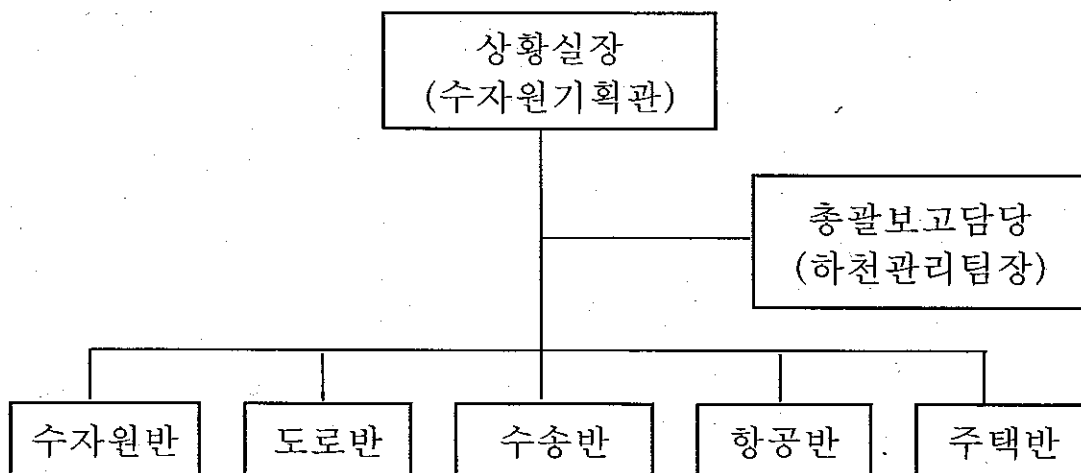 상황실장
(수자원기획관)
총괄보고담당
(하천관리팀장)
수자원반
도로반
수송반
항공반
주택반